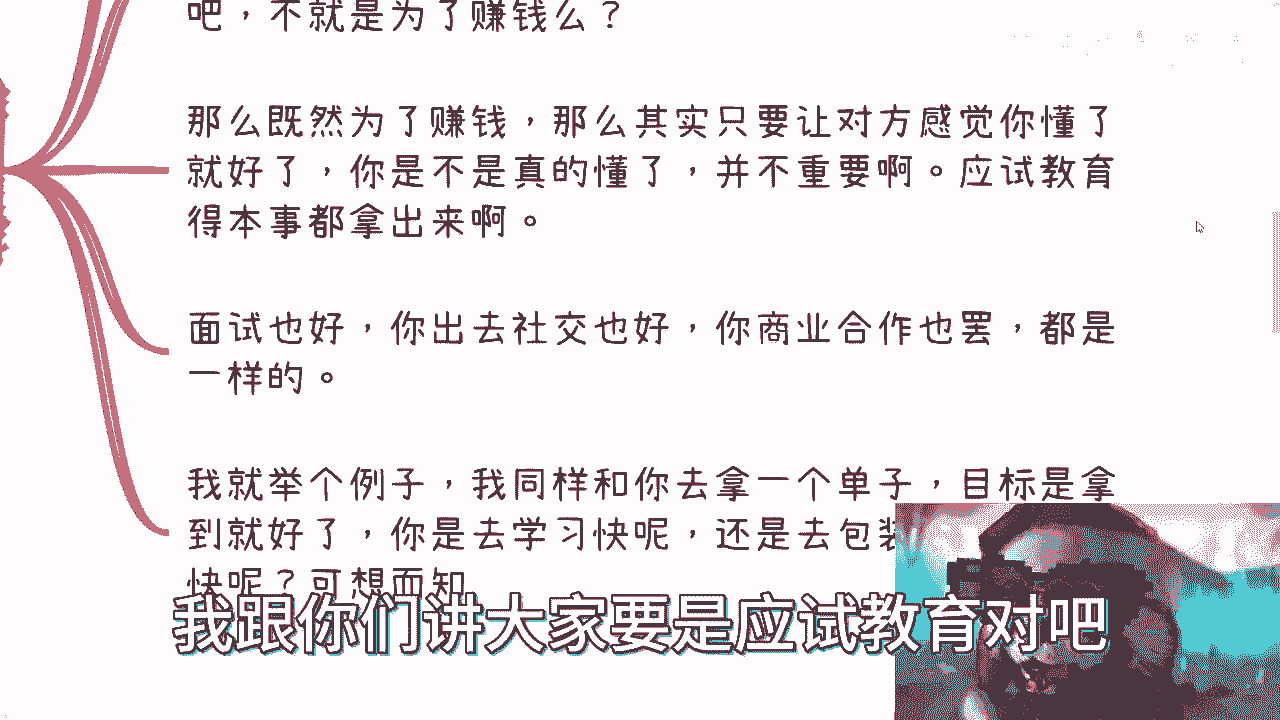 吧，不就是为了赚钱么？
那么既然为了赚钱，那么其实只要让对方感觉你懂了
就好了，你是不是真的懂了，并不重要啊。应试教育
得本事都拿出来啊。
面试也好，你出去社交也好，你商业合作也罢，都是
一样的。
我就举个例子，我同样和你去拿一个单子，目标是拿
到就好了，你是去学习快呢，还是去包装
快呢？可想而知
我跟你们讲大家要是应试教育对吧